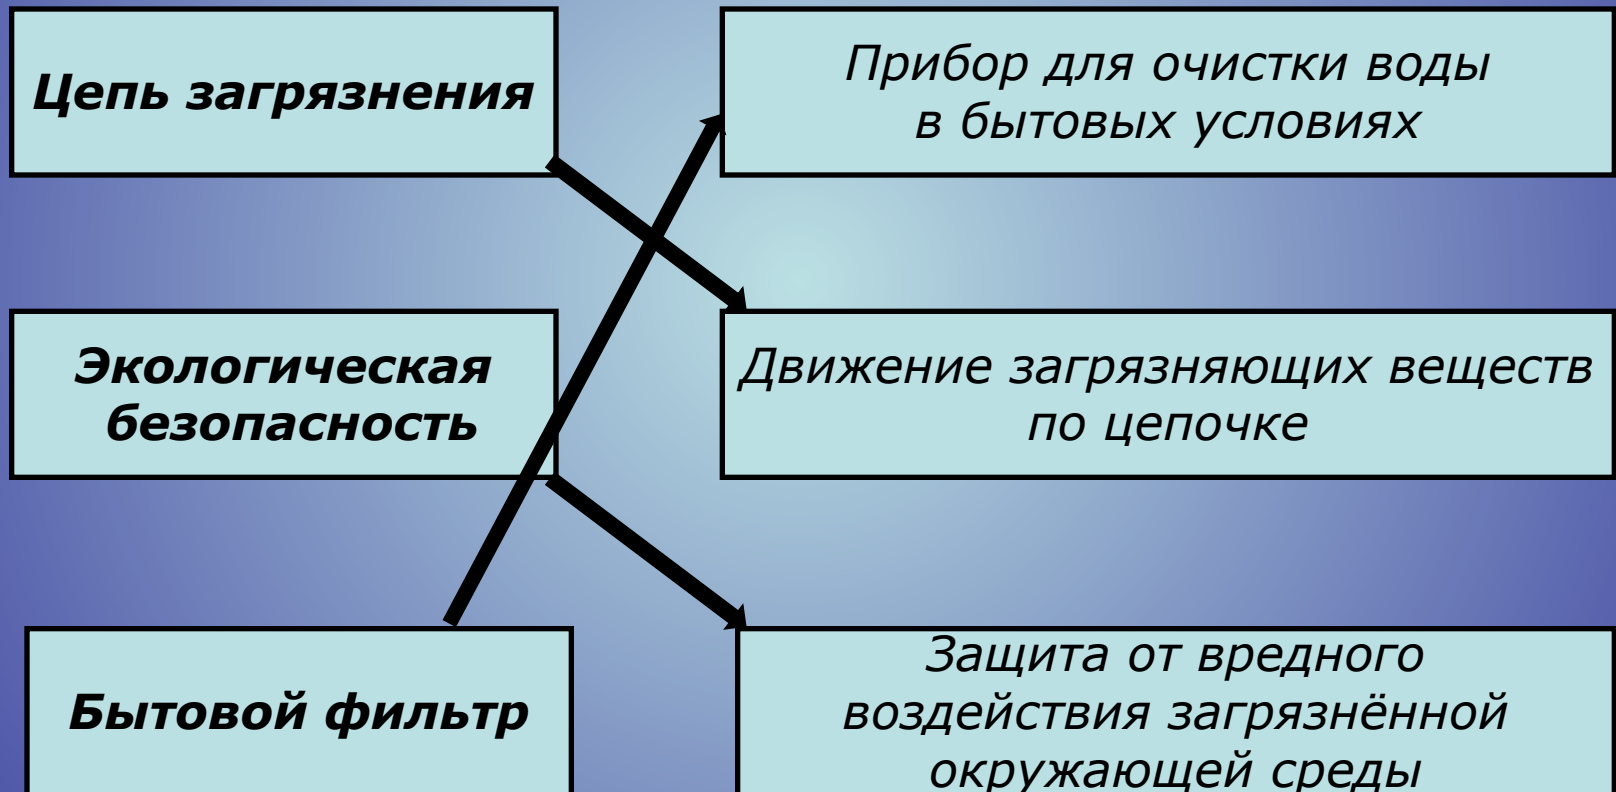 Цепь загрязнения
Прибор для очистки воды
в бытовых условиях
Экологическая
безопасность
Движение загрязняющих веществ
по цепочке
Бытовой фильтр
Защита от вредного
воздействия загрязнённой
окружающей среды